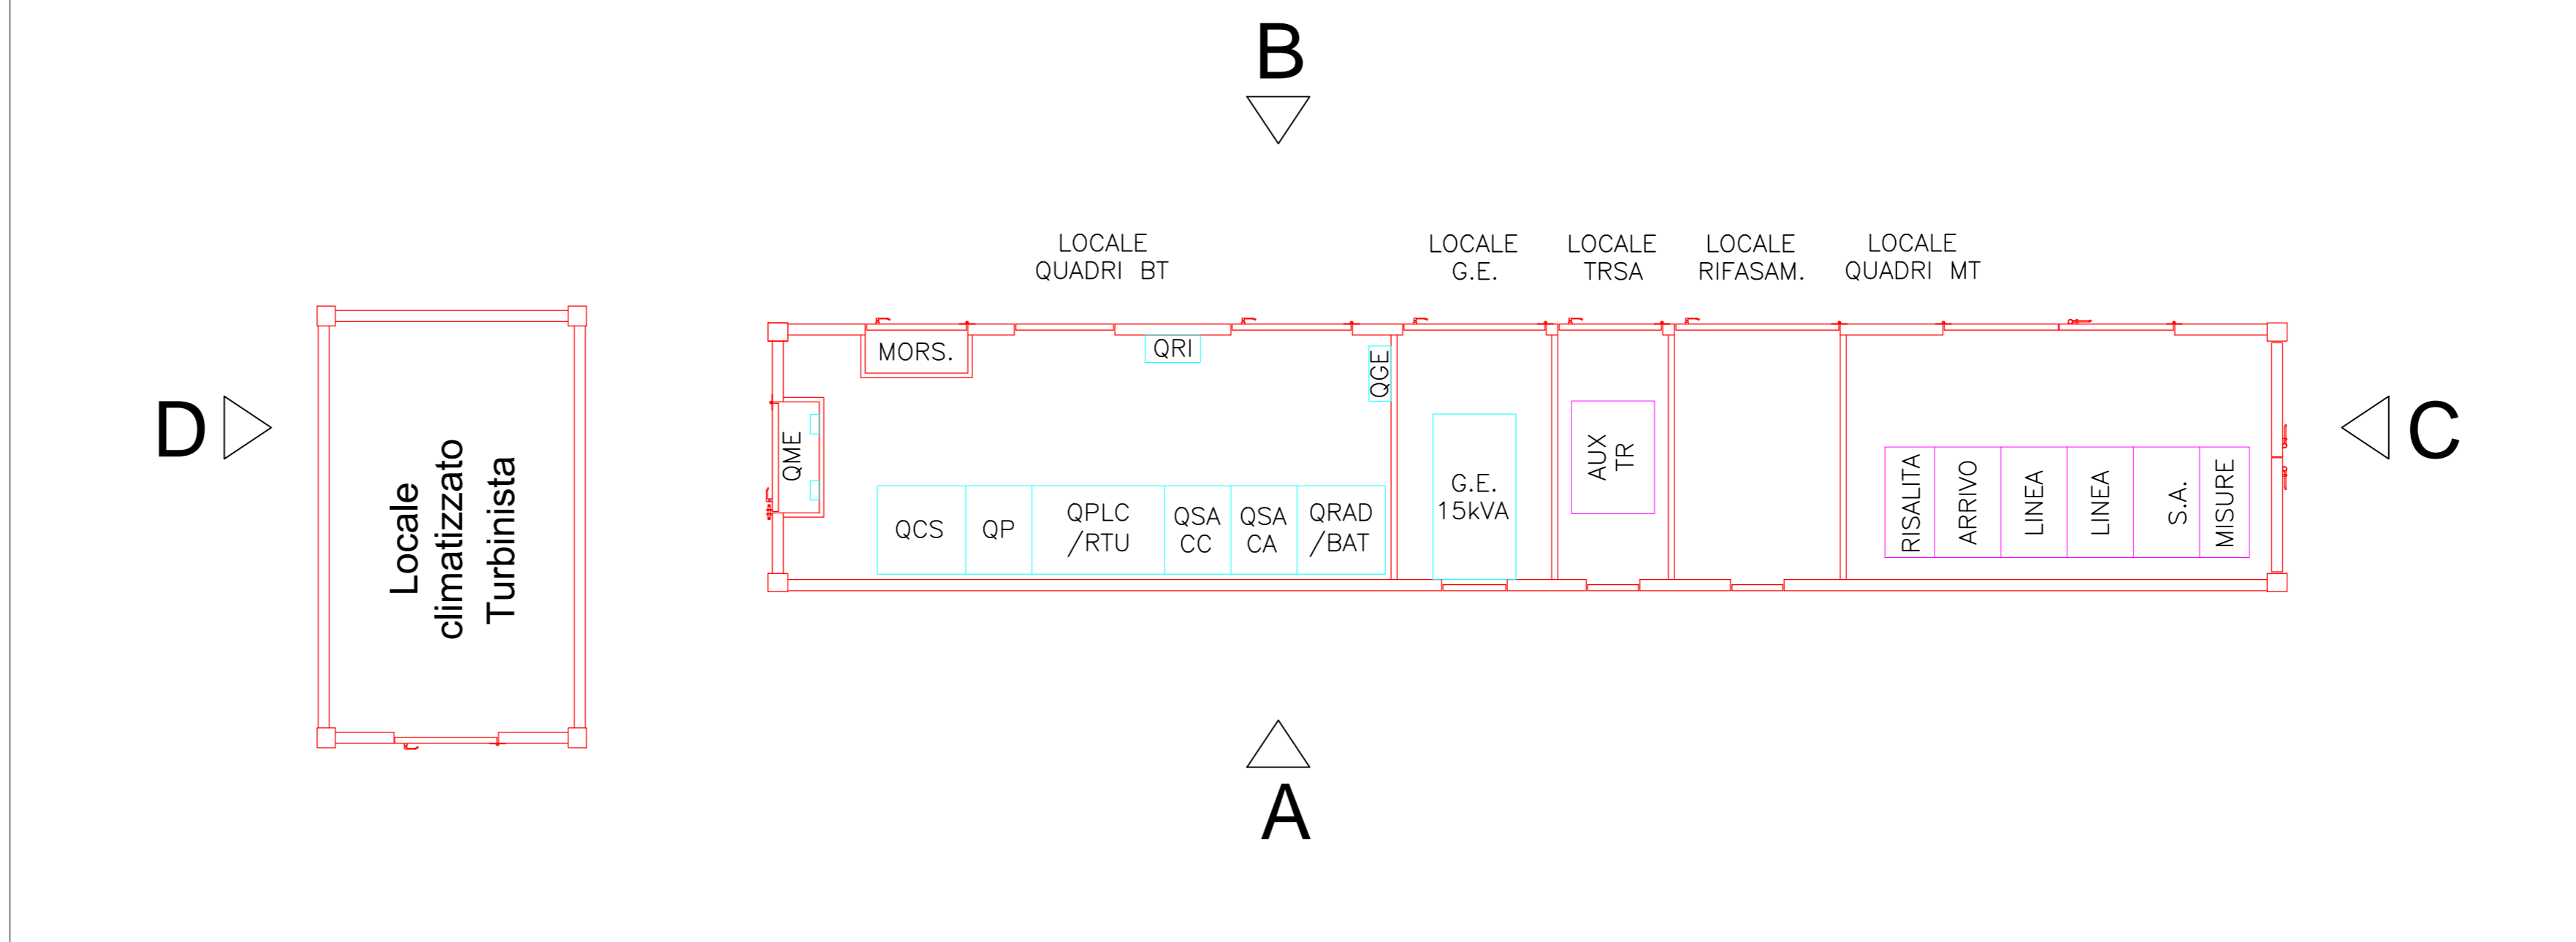 B
LOCALE
QUADRI BT
LOCALE
G.E.
LOCALE
TRSA
LOCALE
RIFASAM.
LOCALE
QUADRI MT
D
Locale
climatizzato
Turbinista
MORS.
QRI
QGE
QME
QCS
QP
QPLC
/RTU
QSA
CC
QSA
CA
QRAD
/BAT
G.E.
15kVA
AUX
TR
RISALITA
ARRIVO
LINEA
LINEA
S.A.
MISURE
C
A